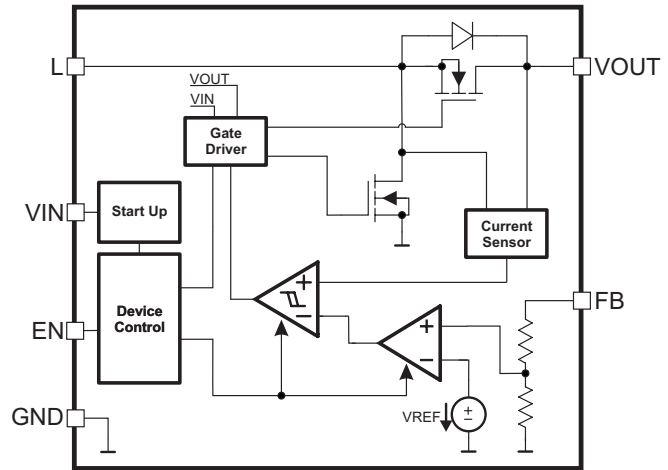 L
VOUT
VOUT
VIN
Gate
Driver
VIN
Start Up
Current
Sensor
Device
Control
EN
FB
GND
VREF
+
−
+
−
+
−